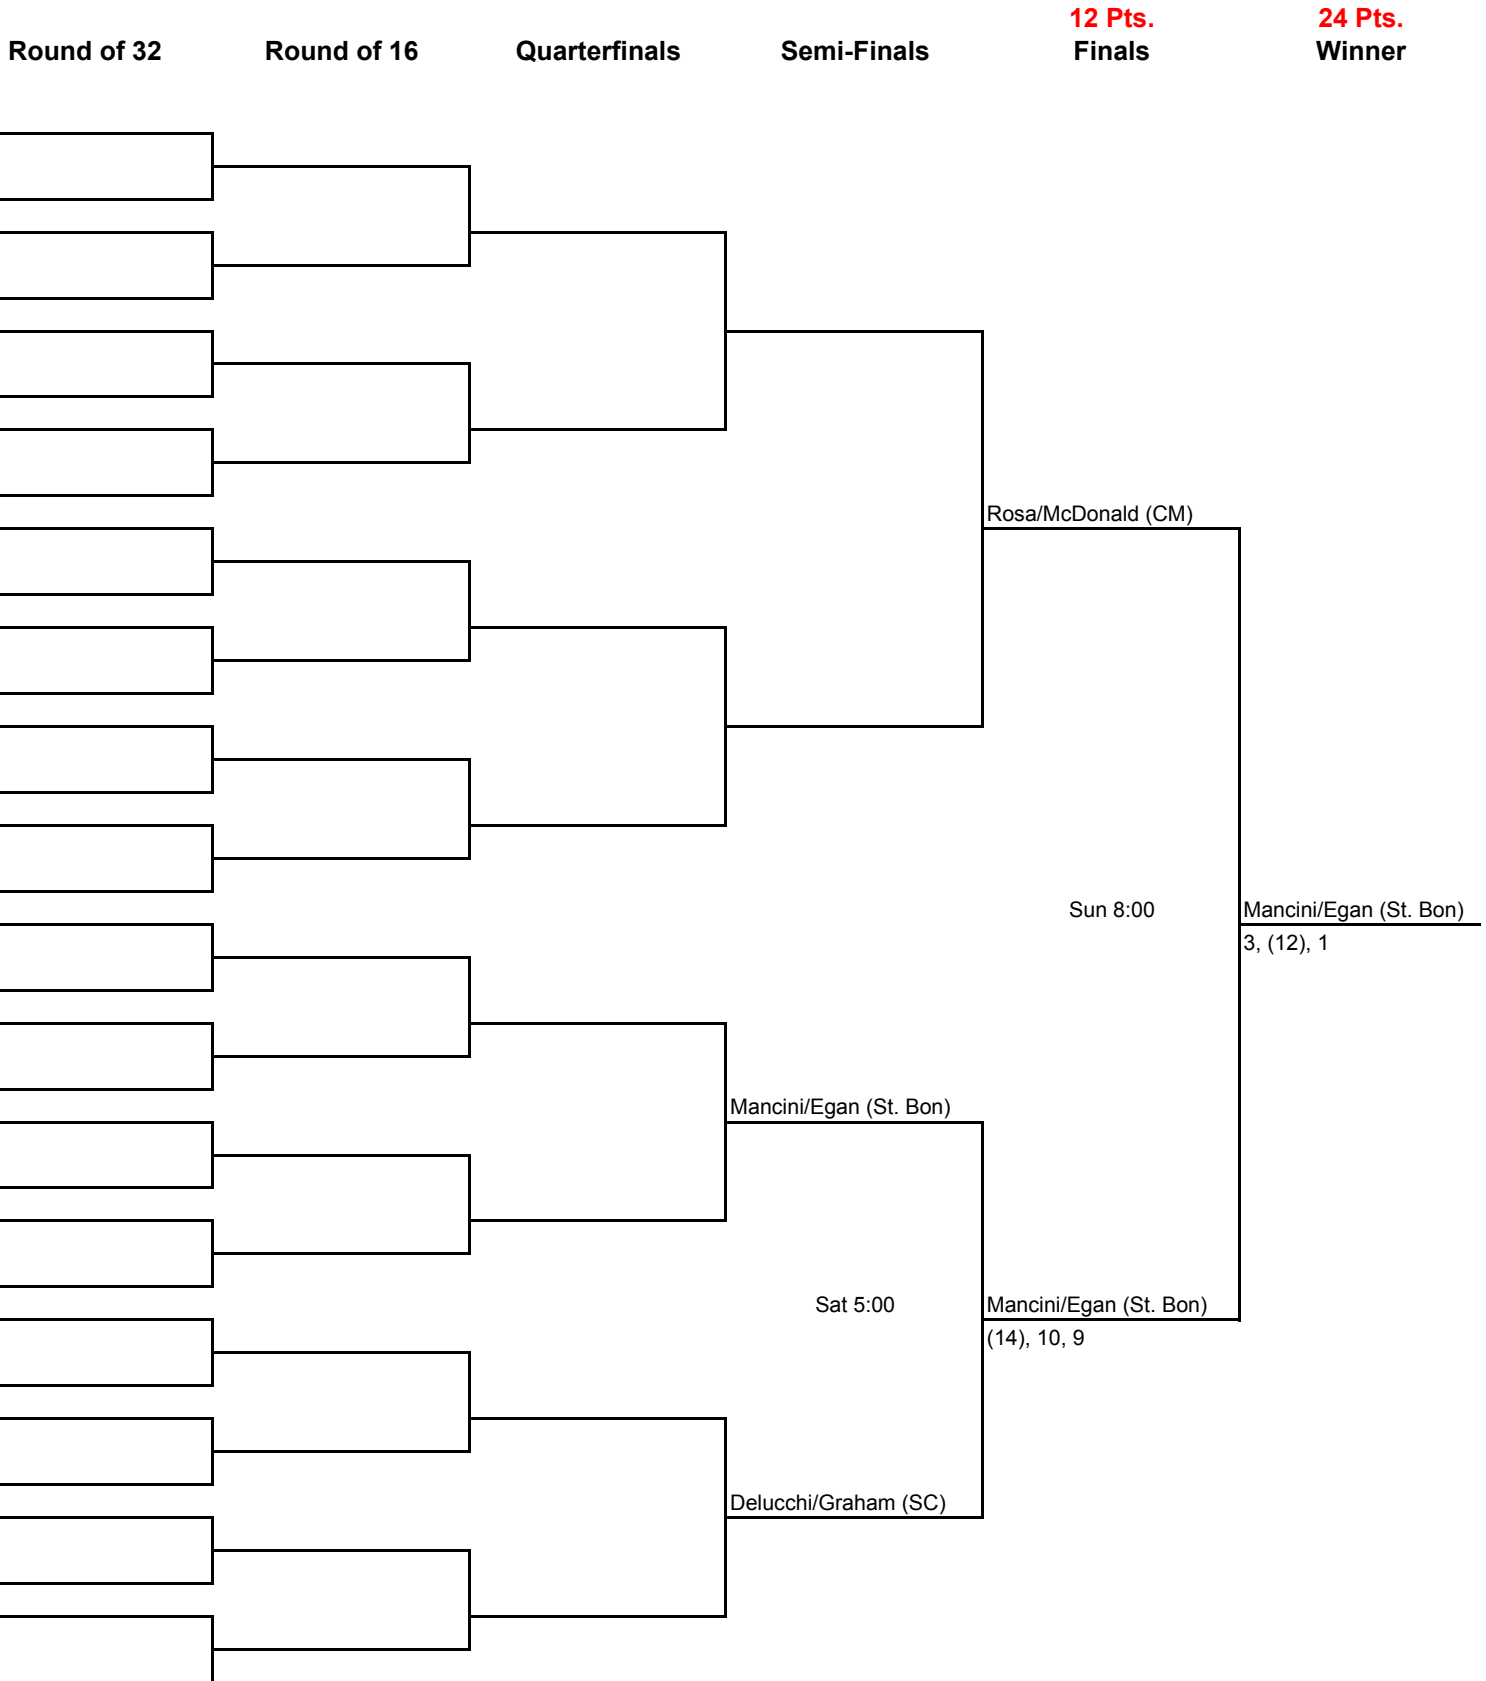 12 Pts. 24 Pts.
Round of 32 Round of 16 Quarterfinals Semi-Finals Finals Winner
Rosa/McDonald (CM)
Sun 8:00 Mancini/Egan (St. Bon)
3, (12), 1
Mancini/Egan (St. Bon)
Sat 5:00 Mancini/Egan (St. Bon)
(14), 10, 9
Delucchi/Graham (SC)